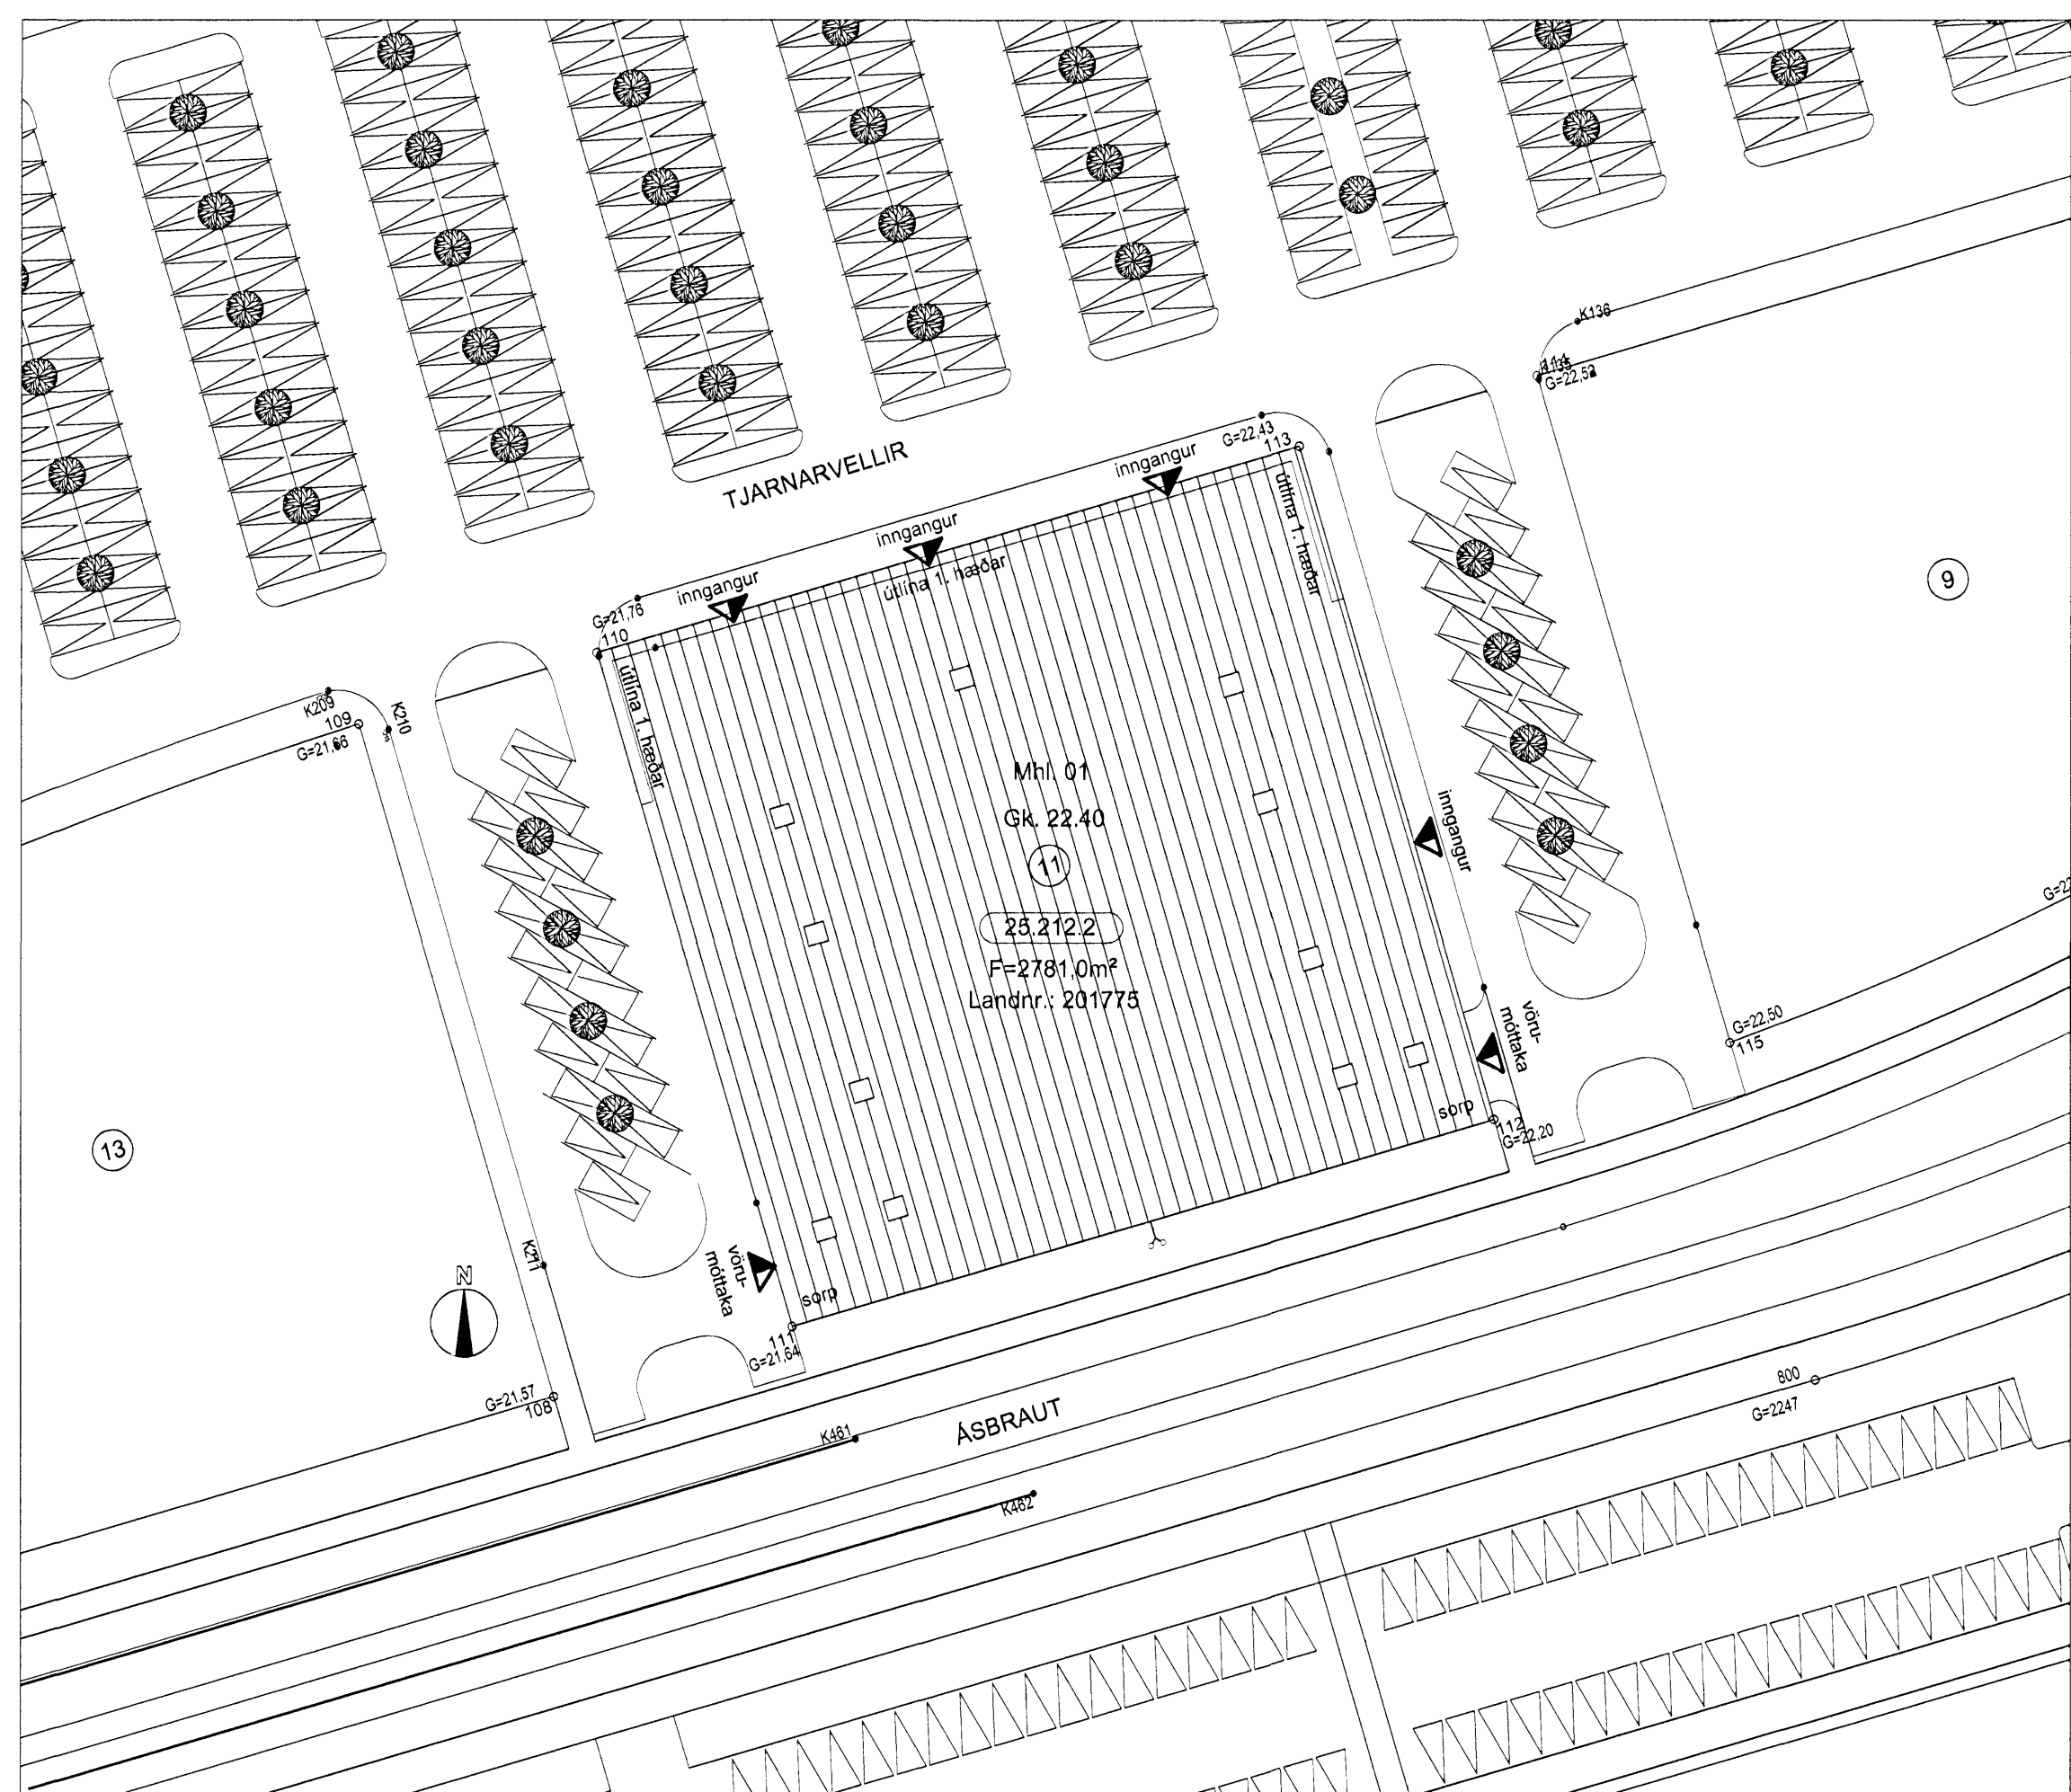 K136
G=22,52
TJARNARVELLIR
G=22,43
113
inngangur
inngangur
inngangur
útlína 1. hæðar
útlína 1. hæðar
útlína 1. hæðar
G=21,76
110
9
K209
K210
109
G=21,66
Mhl. 01
Gk. 22.40
11
25.212.2
F=2781,0m²
Landnr.: 201775
inngangur
vöru-
móttaka
G=22,50
115
sorp
112
G=22,20
13
K211
N
vöru-
móttaka
sorp
111
G=21,64
G=21,57
108
K461
ÁSBRAUT
K462
800
G=2247